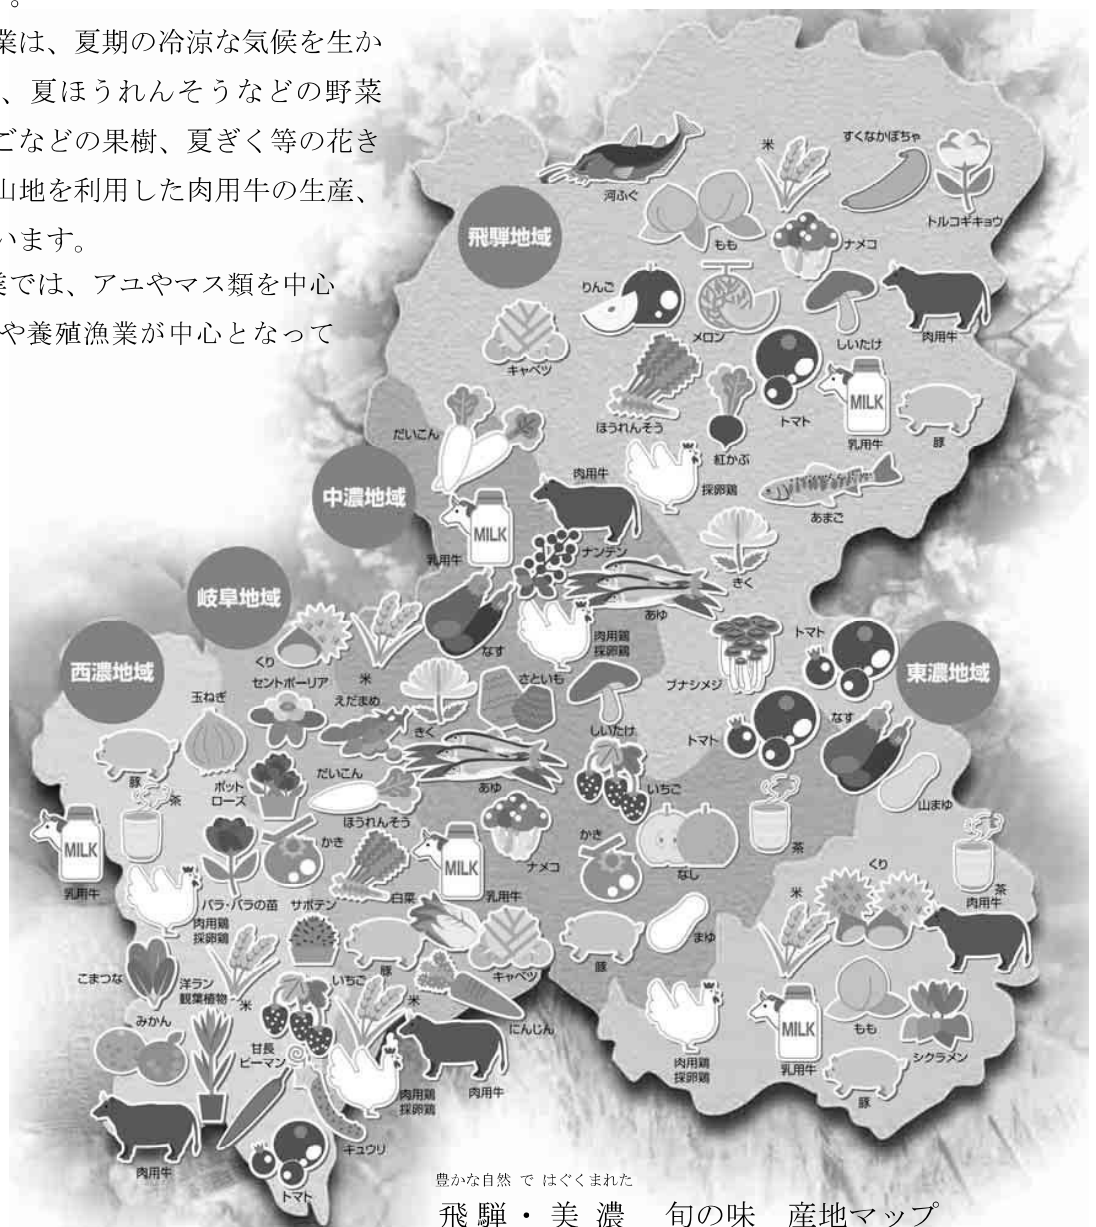 。
業は、夏期の冷涼な気候を生か
、夏ほうれんそうなどの野菜
ごなどの果樹、夏ぎく等の花き
山地を利用した肉用牛の生産、
います。
業では、アユやマス類を中心
や養殖漁業が中心となって
飛騨地域
河ふぐ
もも
米
すくなかぼちゃ
トルコギキョウ
ナメコ
りんご
メロン
しいたけ
肉用牛
キャベツ
ほうれんそう
紅かぶ
トマト
MILK
乳用牛
豚
採卵鶏
あまご
きく
中濃地域
だいこん
肉用牛
MILK
乳用牛
ナンテン
あゆ
なす
肉用鶏
採卵鶏
さといも
しいたけ
ブナシメジ
トマト
トマト
いちご
かき
なし
茶
まゆ
豚
肉用鶏
採卵鶏
岐阜地域
くり
セントポーリア
米
えだまめ
きく
あゆ
だいこん
ほうれんそう
ポット
ローズ
かき
バラ・バラの苗
サボテン
白菜
MILK
乳用牛
ナメコ
いちご
豚
米
キャベツ
にんじん
肉用牛
肉用鶏
採卵鶏
西濃地域
玉ねぎ
豚
茶
MILK
乳用牛
肉用鶏
採卵鶏
こまつな
洋ラン
観葉植物
米
みかん
甘長
ピーマン
キュウリ
肉用牛
トマト
東濃地域
なす
山まゆ
くり
茶
肉用牛
米
もも
シクラメン
MILK
乳用牛
豚
豊かな自然 で はぐくまれた
飛騨・美濃 旬の味 産地マップ